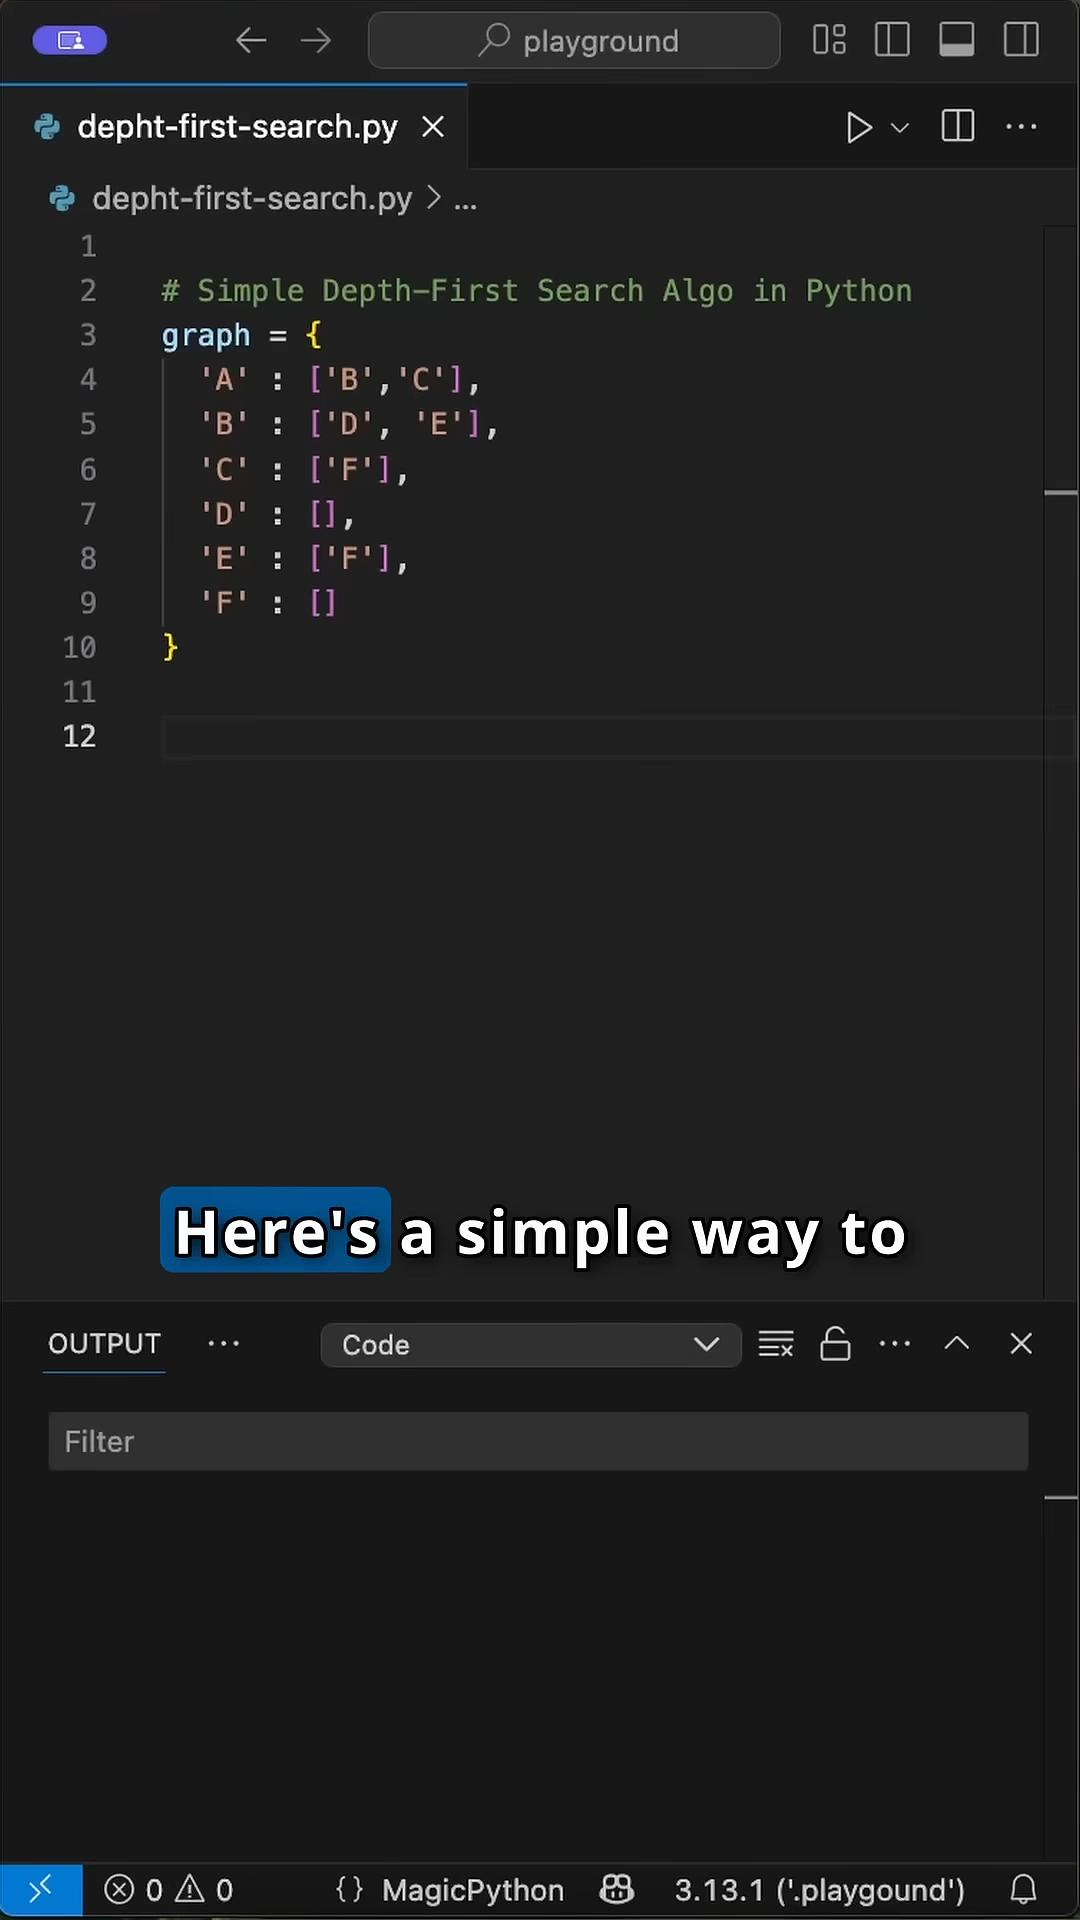 playground
depht-first-search.py
depht-first-search.py > ...
1
2 # Simple Depth-First Search Algo in Python
3 graph = {
4 'A' : ['B','C'],
5 'B' : ['D', 'E'],
6 'C' : ['F'],
7 'D' : [],
8 'E' : ['F'],
9 'F' : []
10 }
11
12
Here's a simple way to
OUTPUT ... Code
Filter
0 0 {} MagicPython 3.13.1 ('.playgound')